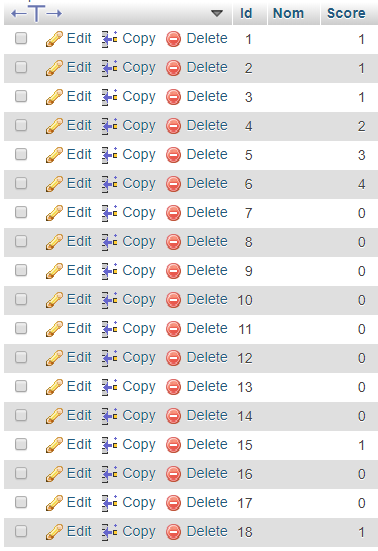 Id Nom Score
Edit Copy Delete 1 1
Edit Copy Delete 2 1
Edit Copy Delete 3 1
Edit Copy Delete 4 2
Edit Copy Delete 5 3
Edit Copy Delete 6 4
Edit Copy Delete 7 0
Edit Copy Delete 8 0
Edit Copy Delete 9 0
Edit Copy Delete 10 0
Edit Copy Delete 11 0
Edit Copy Delete 12 0
Edit Copy Delete 13 0
Edit Copy Delete 14 0
Edit Copy Delete 15 1
Edit Copy Delete 16 0
Edit Copy Delete 17 0
Edit Copy Delete 18 1